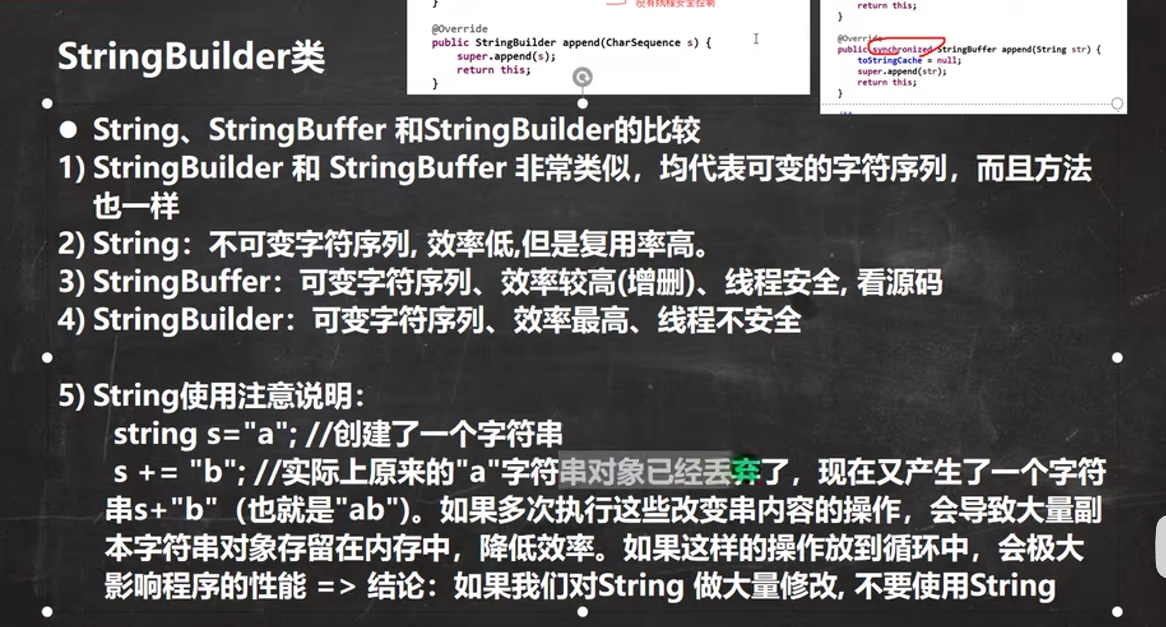 StringBuilder类
}
没有线程安全控制
@Override
public StringBuilder append(CharSequence s) {
super.append(s);
return this;
}
return this;
}
@Override
public synchronized StringBuffer append(String str) {
toStringCache = null;
super.append(str);
return this;
}
● String、StringBuffer 和StringBuilder的比较
1) StringBuilder 和 StringBuffer 非常类似，均代表可变的字符序列，而且方法
也一样
2) String：不可变字符序列, 效率低,但是复用率高。
3) StringBuffer：可变字符序列、效率较高(增删)、线程安全, 看源码
4) StringBuilder：可变字符序列、效率最高、线程不安全
5) String使用注意说明：
string s="a"; //创建了一个字符串
s += "b"; //实际上原来的"a"字符串对象已经丢弃了，现在又产生了一个字符
串s+"b"（也就是"ab")。如果多次执行这些改变串内容的操作，会导致大量副
本字符串对象存留在内存中，降低效率。如果这样的操作放到循环中，会极大
影响程序的性能 => 结论：如果我们对String 做大量修改, 不要使用String